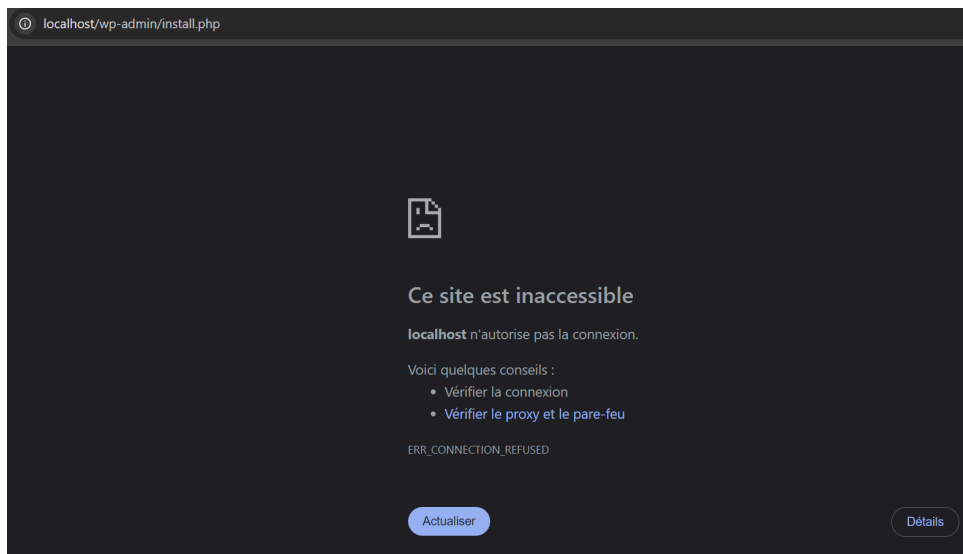 localhost/wp-admin/install.php
Ce site est inaccessible
localhost n'autorise pas la connexion.
Voici quelques conseils :
• Vérifier la connexion
• Vérifier le proxy et le pare-feu
ERR_CONNECTION_REFUSED
Actualiser
Détails